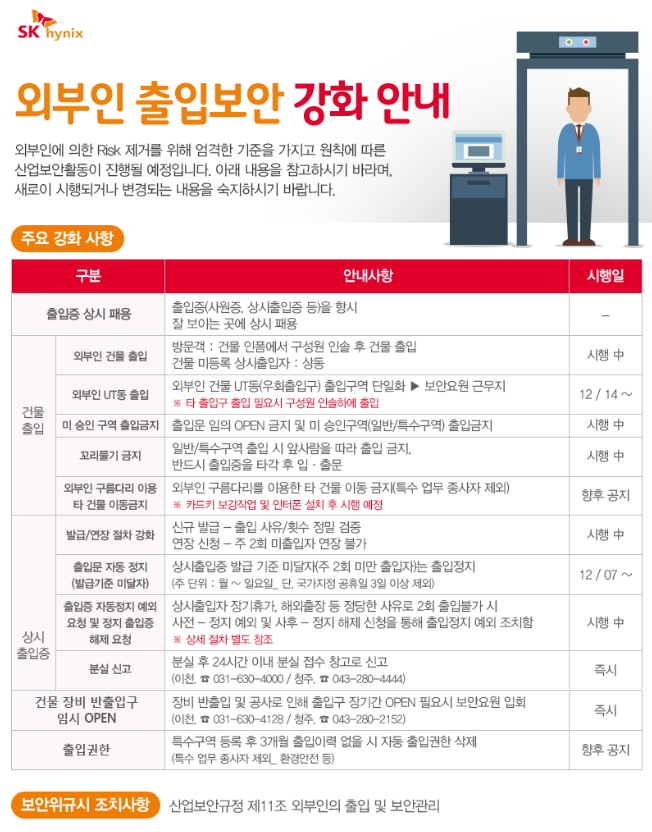 SK hynix
외부인 출입보안 강화 안내
외부인에 의한 Risk 제거를 위해 엄격한 기준을 가지고 원칙에 따른
산업보안활동이 진행될 예정입니다. 아래 내용을 참고하시기 바라며,
새로이 시행되거나 변경되는 내용을 숙지하시기 바랍니다.
주요 강화 사항
구분 안내사항 시행일
출입증 상시 패용
출입증(사원증, 상시출입증 등)을 항시
잘 보이는 곳에 상시 패용
–
건물
출입
외부인 건물 출입
방문객 : 건물 인폼에서 구성원 인솔 후 건물 출입
건물 미등록 상시출입자 : 상동
시행 中
외부인 UT동 출입
외부인 건물 UT동(우회출입구) 출입구역 단일화 ▶ 보안요원 근무지
※ 타 출입구 출입 필요시 구성원 인솔하에 출입
12 / 14 ~
미 승인 구역 출입금지
출입문 임의 OPEN 금지 및 미 승인구역(일반/특수구역) 출입금지
시행 中
꼬리물기 금지
일반/특수구역 출입 시 앞사람을 따라 출입 금지,
반드시 출입증을 타각 후 입 · 출문
시행 中
외부인 구름다리 이용
타 건물 이동금지
외부인 구름다리를 이용한 타 건물 이동 금지(특수 업무 종사자 제외)
※ 카드키 보강작업 및 인터폰 설치 후 시행 예정
향후 공지
상시
출입증
발급/연장 절차 강화
신규 발급 – 출입 사유/횟수 정밀 검증
연장 신청 – 주 2회 미출입자 연장 불가
시행 中
출입문 자동 정지
(발급기준 미달자)
상시출입증 발급 기준 미달자(주 2회 미만 출입자)는 출입정지
(주 단위 : 월 ~ 일요일_ 단, 국가지정 공휴일 3일 이상 제외)
12 / 07 ~
출입증 자동정지 예외
요청 및 정지 출입증
해제 요청
상시출입자 장기휴가, 해외출장 등 정당한 사유로 2회 출입불가 시
사전 – 정지 예외 및 사후 – 정지 해제 신청을 통해 출입정지 예외 조치함
※ 상세 절차 별도 참조
시행 中
분실 신고
분실 후 24시간 이내 분실 접수 창고로 신고
(이천, ☎ 031-630-4000 / 청주, ☎ 043-280-4444)
즉시
건물 장비 반출입구
임시 OPEN
장비 반출입 및 공사로 인해 출입구 장기간 OPEN 필요시 보안요원 입회
(이천, ☎ 031-630-4128 / 청주, ☎ 043-280-2152)
즉시
출입권한
특수구역 등록 후 3개월 출입이력 없을 시 자동 출입권한 삭제
(특수 업무 종사자 제외_ 환경안전 등)
향후 공지
보안위규시 조치사항 산업보안규정 제11조 외부인의 출입 및 보안관리